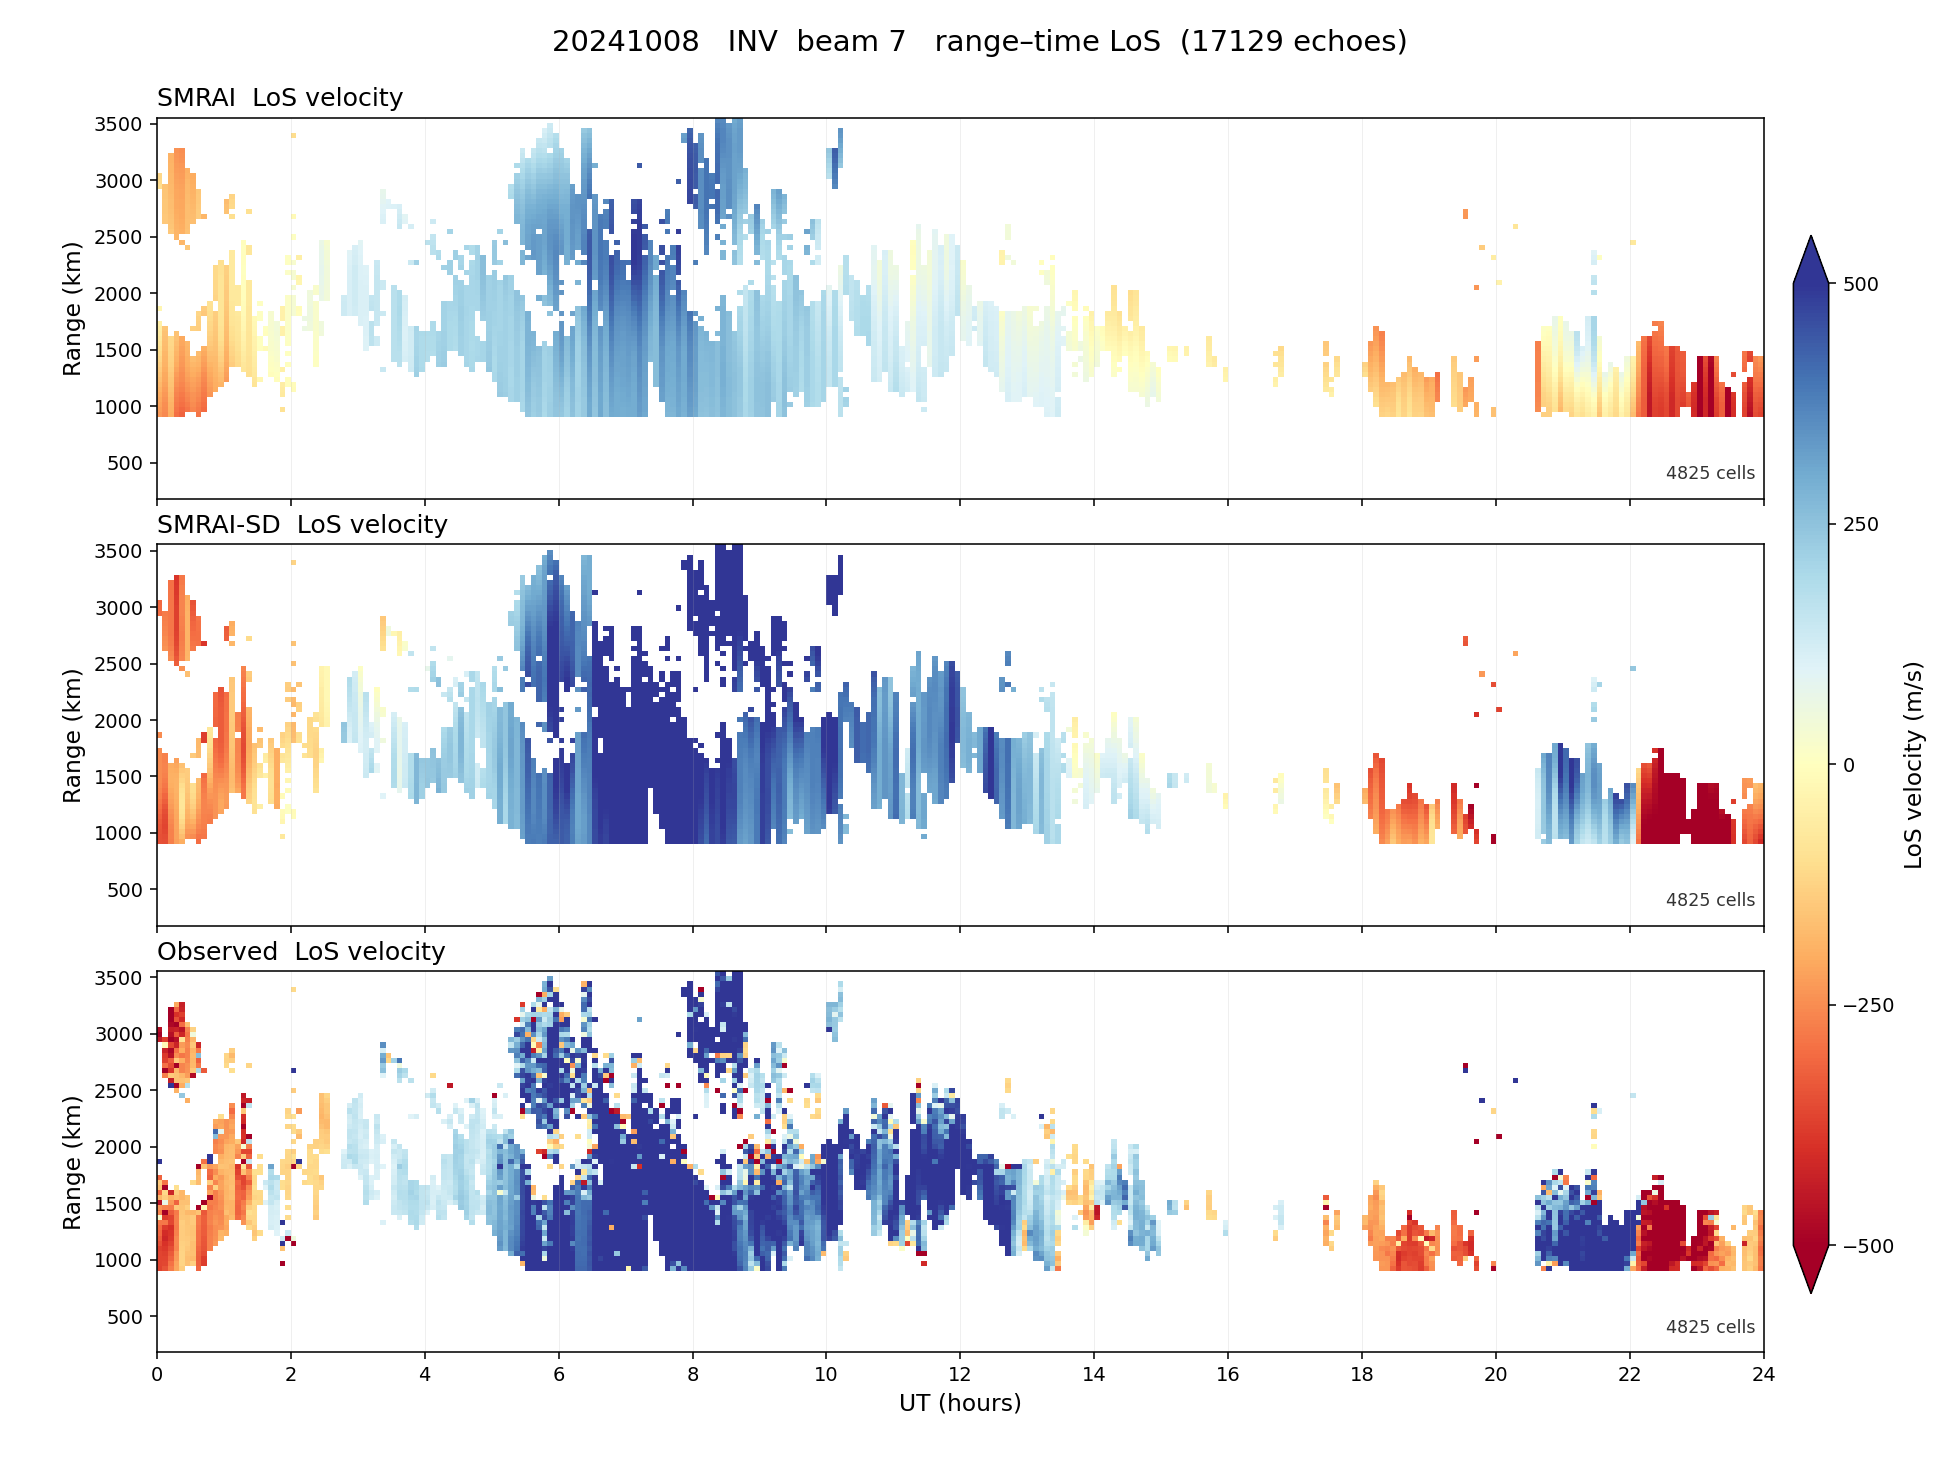 20241008   INV  beam 7   range–time LoS  (17129 echoes)
SMRAI  LoS velocity
3500
3000
2500
2000
1500
1000
500
Range (km)
4825 cells
SMRAI-SD  LoS velocity
3500
3000
2500
2000
1500
1000
500
Range (km)
4825 cells
Observed  LoS velocity
3500
3000
2500
2000
1500
1000
500
Range (km)
4825 cells
0 2 4 6 8 10 12 14 16 18 20 22 24
UT (hours)
500
250
0
−250
−500
LoS velocity (m/s)